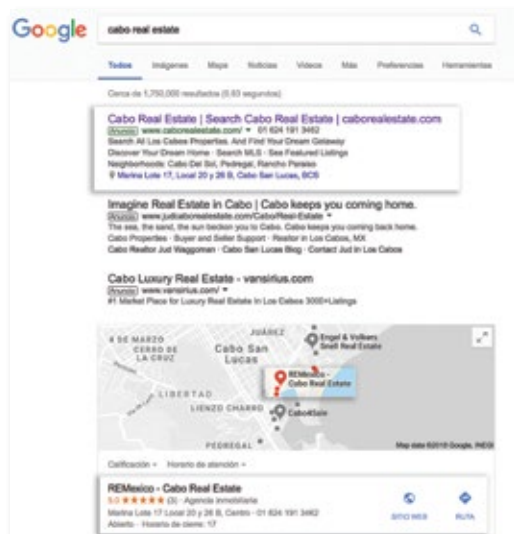 Google
cabo real estate
Todos Imágenes Maps Noticias Videos Más Preferencias Herramientas
Cerca de 1,750,000 resultados (0.63 segundos)
Cabo Real Estate | Search Cabo Real Estate | caborealestate.com
Anuncio www.caborealestate.com/ 01 624 191 3462
Search All Los Cabos Properties. And Find Your Dream Getaway
Discover Your Dream Home · Search MLS · See Featured Listings
Neighborhoods: Cabo Del Sol, Pedregal, Rancho Paraiso
Marina Lote 17, Local 20 y 26 B, Cabo San Lucas, BCS
Imagine Real Estate in Cabo | Cabo keeps you coming home.
Anuncio www.judicaborealestate.com/Cabo/Real-Estate
The sea, the sand, the sun beckon you to Cabo. Cabo keeps you coming back home.
Cabo Properties · Buyer and Seller Support · Realtor in Los Cabos, MX
Cabo Realtor Jud Waggoman · Cabo San Lucas Blog · Contact Jud in Los Cabos
Cabo Luxury Real Estate - vansirius.com
Anuncio www.vansirius.com/
#1 Market Place for Luxury Real Estate in Los Cabos 3000+Listings
4 DE MARZO
CERRO DE LA CRUZ
JUÁREZ
Cabo San
Lucas
Engel & Volkers
Snell Real Estate
REMexico -
Cabo Real Estate
LIBERTAD
LIENZO CHARRO
Cabo4Sale
PEDREGAL
Map data ©2018 Google, INEGI
Calificación Horario de atención
REMexico - Cabo Real Estate
5.0 ★★★★★ (3) · Agencia inmobiliaria
Marina Lote 17 Local 20 y 26 B, Centro · 01 624 191 3462
Abierto · Horario de cierre: 17
SITIO WEB RUTA